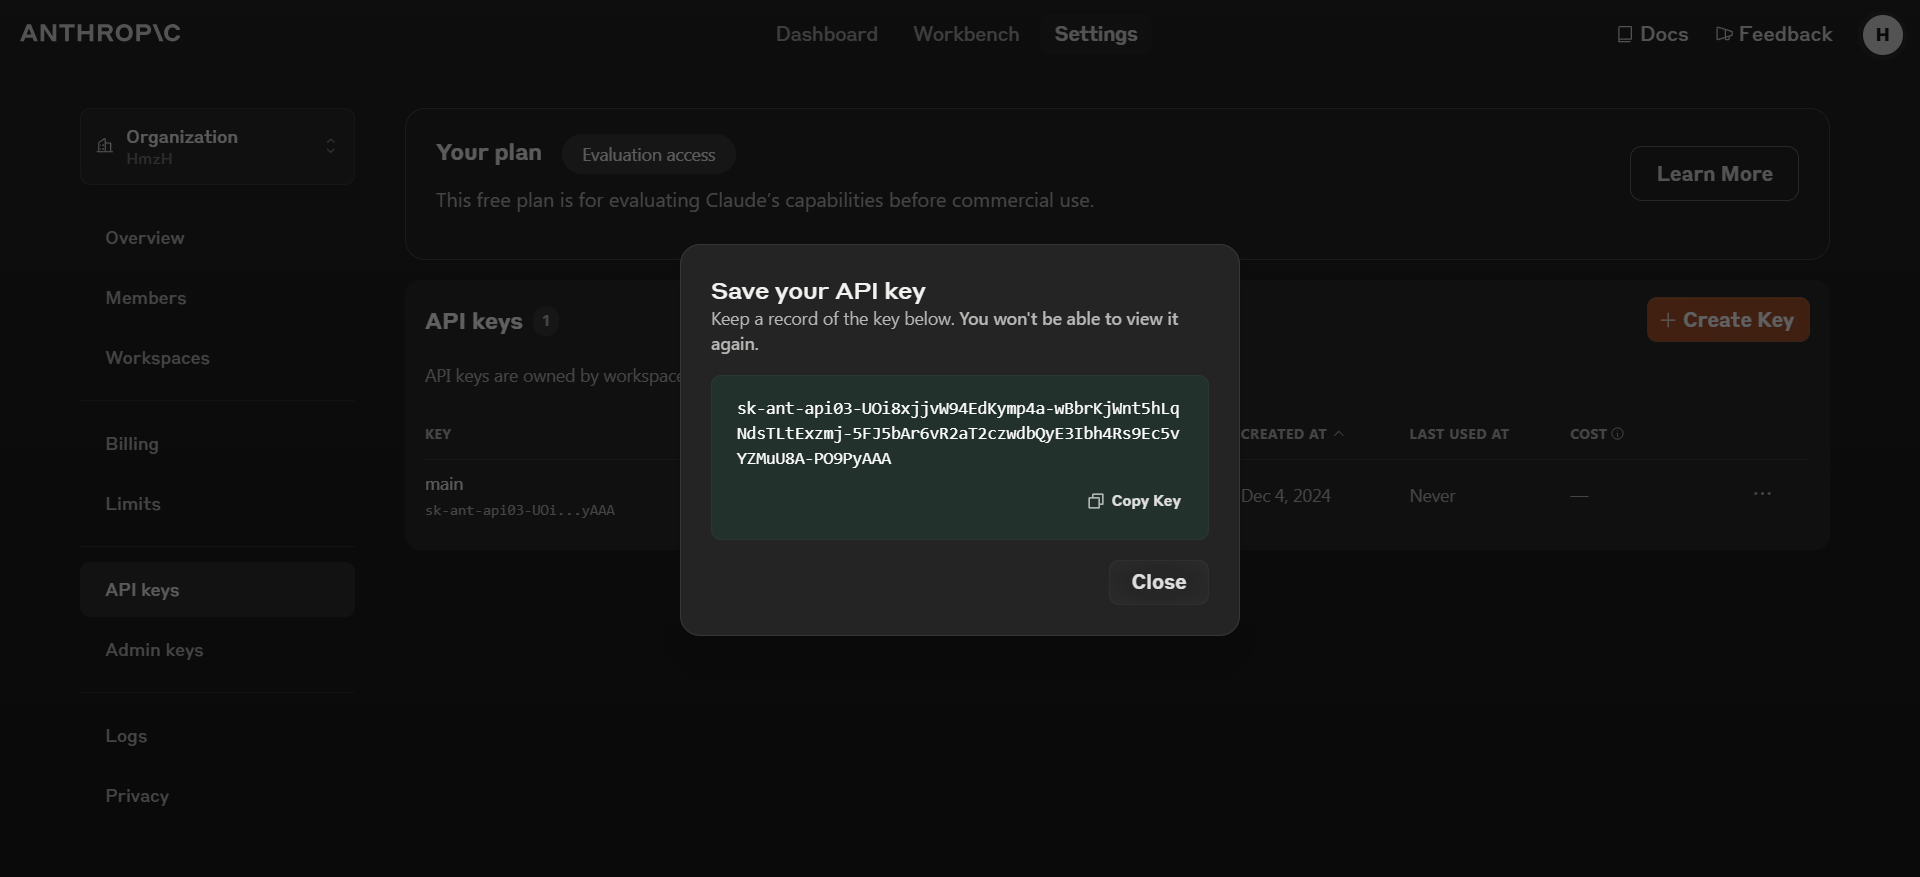 ANTHROP\C
Dashboard
Workbench
Settings
Docs
Feedback
H
Organization
HmzH
Overview
Members
Workspaces
Billing
Limits
API keys
Admin keys
Logs
Privacy
Your plan
Evaluation access
This free plan is for evaluating Claude's capabilities before commercial use.
Learn More
API keys 1
+ Create Key
API keys are owned by workspace
KEY
CREATED AT
LAST USED AT
COST
main
sk-ant-api03-UOi...yAAA
Dec 4, 2024
Never
—
Save your API key
Keep a record of the key below. You won't be able to view it
again.
sk-ant-api03-UOi8xjjvW94EdKymp4a-wBbrKjWnt5hLq
NdsTLtExzmj-5FJ5bAr6vR2aT2czwdbQyE3Ibh4Rs9Ec5v
YZMuU8A-PO9PyAAA
Copy Key
Close